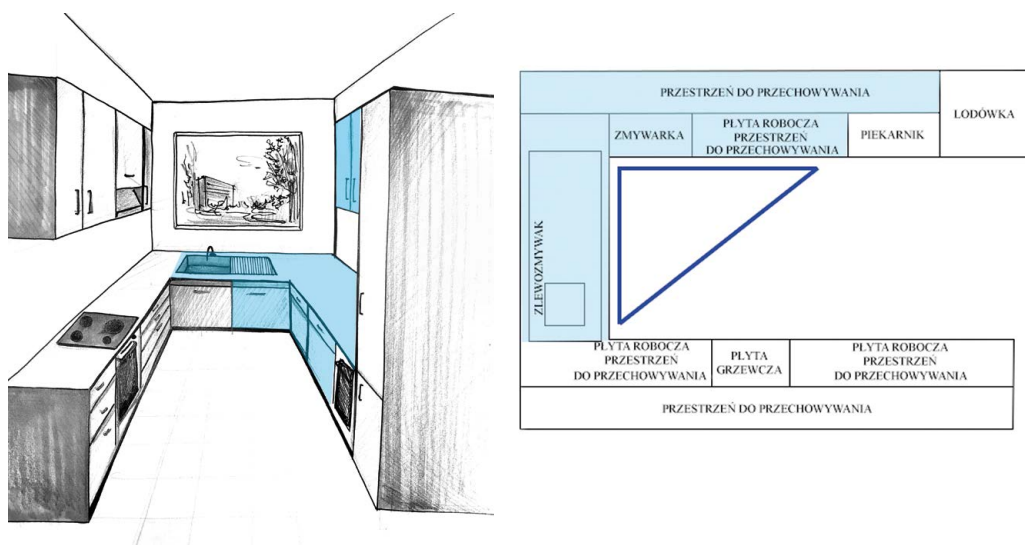 PRZESTRZEŃ DO PRZECHOWYWANIA
LODÓWKA
ZMYWARKA
PŁYTA ROBOCZA
PRZESTRZEŃ
DO PRZECHOWYWANIA
PIEKARNIK
ZLEWOZMYWAK
PŁYTA ROBOCZA
PRZESTRZEŃ
DO PRZECHOWYWANIA
PŁYTA
GRZEWCZA
PŁYTA ROBOCZA
PRZESTRZEŃ
DO PRZECHOWYWANIA
PRZESTRZEŃ DO PRZECHOWYWANIA